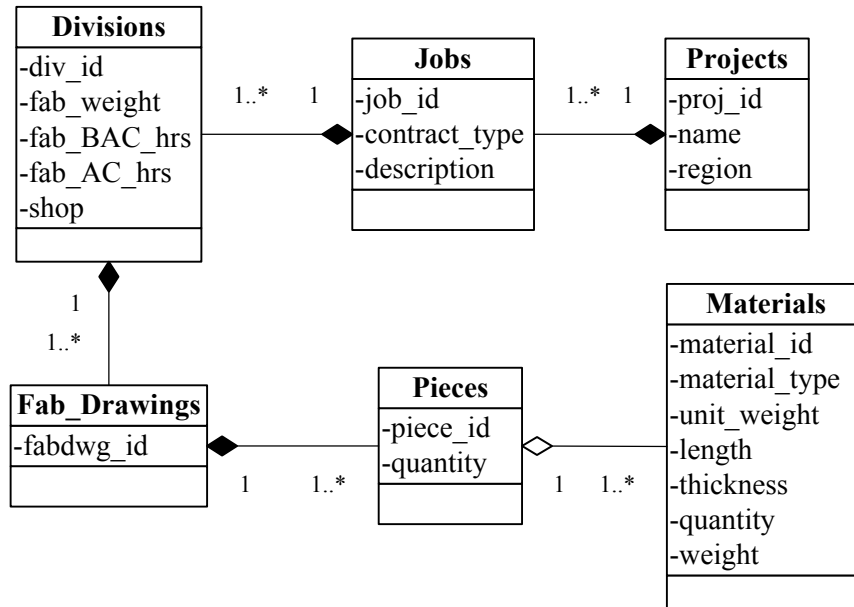 Divisions
-div_id
-fab_weight
-fab_BAC_hrs
-fab_AC_hrs
-shop
1..* 1
Jobs
-job_id
-contract_type
-description
1..* 1
Projects
-proj_id
-name
-region
1
1..*
Fab_Drawings
-fabdwg_id
1 1..*
Pieces
-piece_id
-quantity
1 1..*
Materials
-material_id
-material_type
-unit_weight
-length
-thickness
-quantity
-weight